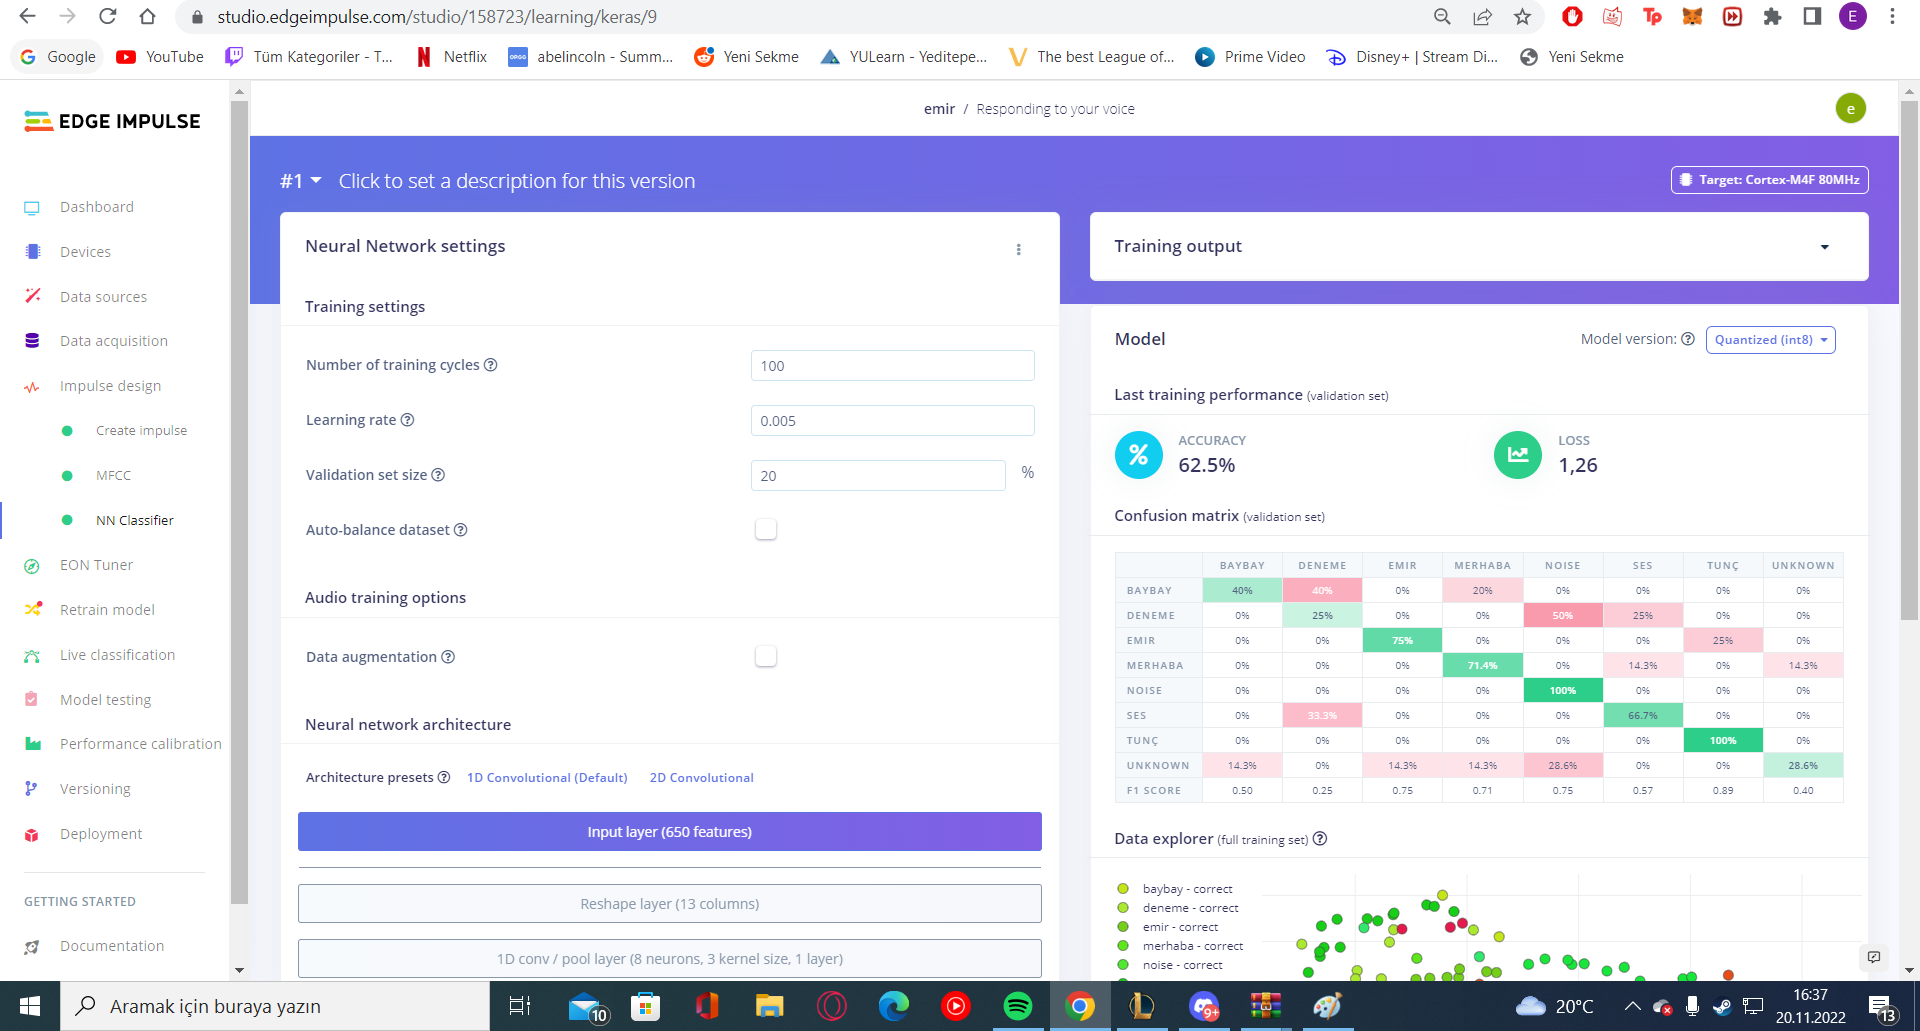 studio.edgeimpulse.com/studio/158723/learning/keras/9
Tp
E
Google
YouTube
Tüm Kategoriler - T...
Netflix
OP.GG
abelincoln - Summ...
Yeni Sekme
YULearn - Yeditepe...
The best League of...
Prime Video
Disney+ | Stream Di...
Yeni Sekme
EDGE IMPULSE
emir / Responding to your voice
e
#1 Click to set a description for this version
Target: Cortex-M4F 80MHz
Dashboard
Devices
Data sources
Data acquisition
Impulse design
Create impulse
MFCC
NN Classifier
EON Tuner
Retrain model
Live classification
Model testing
Performance calibration
Versioning
Deployment
GETTING STARTED
Documentation
Neural Network settings
Training settings
Number of training cycles ? 100
Learning rate ? 0.005
Validation set size ? 20 %
Auto-balance dataset ?
Audio training options
Data augmentation ?
Neural network architecture
Architecture presets ? 1D Convolutional (Default) 2D Convolutional
Input layer (650 features)
Reshape layer (13 columns)
1D conv / pool layer (8 neurons, 3 kernel size, 1 layer)
Training output
Model
Model version: ? Quantized (int8)
Last training performance (validation set)
% ACCURACY
62.5%
LOSS
1,26
Confusion matrix (validation set)
BAYBAY DENEME EMIR MERHABA NOISE SES TUNÇ UNKNOWN
BAYBAY 40% 40% 0% 20% 0% 0% 0% 0%
DENEME 0% 25% 0% 0% 50% 25% 0% 0%
EMIR 0% 0% 75% 0% 0% 0% 25% 0%
MERHABA 0% 0% 0% 71.4% 0% 14.3% 0% 14.3%
NOISE 0% 0% 0% 0% 100% 0% 0% 0%
SES 0% 33.3% 0% 0% 0% 66.7% 0% 0%
TUNÇ 0% 0% 0% 0% 0% 0% 100% 0%
UNKNOWN 14.3% 0% 14.3% 14.3% 28.6% 0% 0% 28.6%
F1 SCORE 0.50 0.25 0.75 0.71 0.75 0.57 0.89 0.40
Data explorer (full training set) ?
baybay - correct
deneme - correct
emir - correct
merhaba - correct
noise - correct
Aramak için buraya yazın
10
9+
20°C
16:37
20.11.2022
13